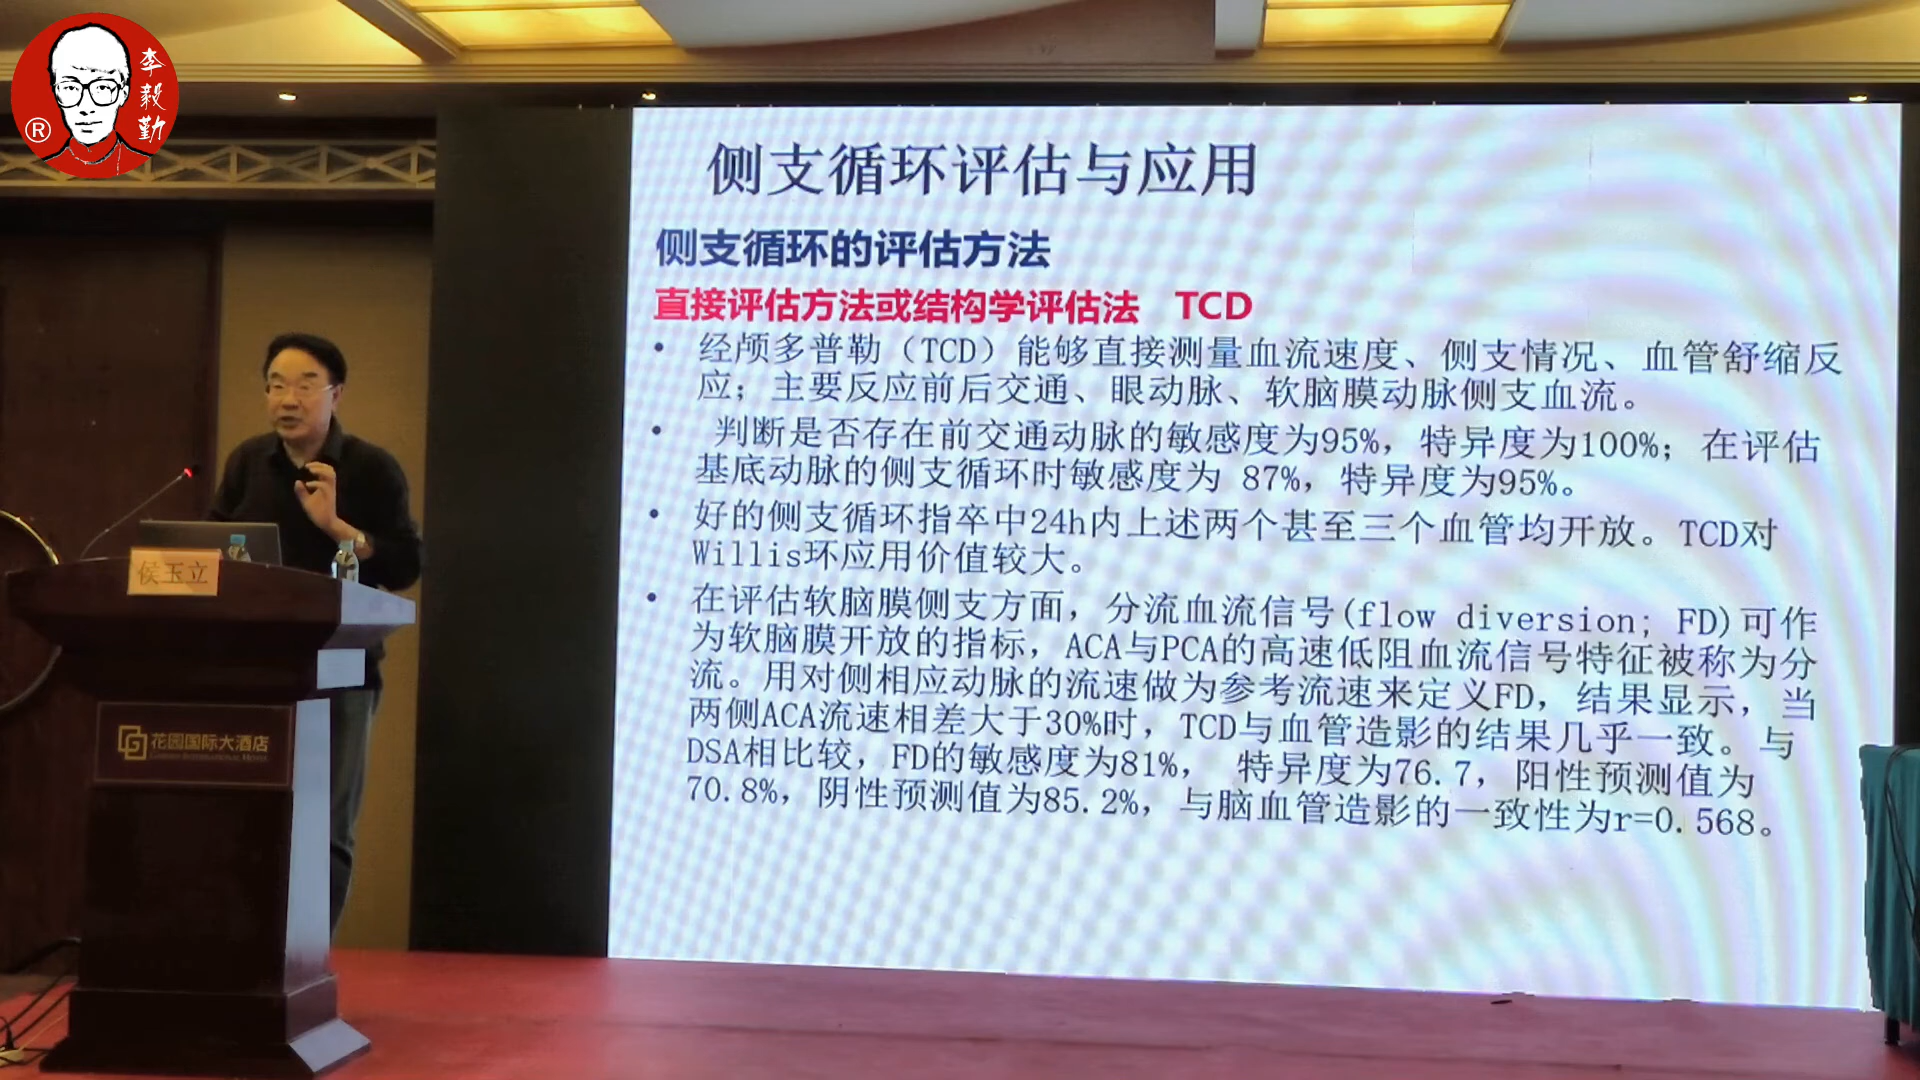 李毅勤
®
侧支循环评估与应用
侧支循环的评估方法
直接评估方法或结构学评估法 TCD
• 经颅多普勒（TCD）能够直接测量血流速度、侧支情况、血管舒缩反
应；主要反应前后交通、眼动脉、软脑膜动脉侧支血流。
• 判断是否存在前交通动脉的敏感度为95%，特异度为100%；在评估
基底动脉的侧支循环时敏感度为 87%，特异度为95%。
• 好的侧支循环指卒中24h内上述两个甚至三个血管均开放。TCD对
Willis环应用价值较大。
• 在评估软脑膜侧支方面，分流血流信号(flow diversion; FD)可作
为软脑膜开放的指标，ACA与PCA的高速低阻血流信号特征被称为分
流。用对侧相应动脉的流速做为参考流速来定义FD，结果显示，当
两侧ACA流速相差大于30%时，TCD与血管造影的结果几乎一致。与
DSA相比较，FD的敏感度为81%， 特异度为76.7，阳性预测值为
70.8%，阴性预测值为85.2%，与脑血管造影的一致性为r=0.568。
侯玉立
花园国际大酒店
GARDEN INTERNATIONAL HOTEL